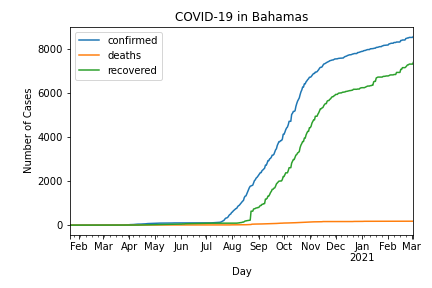 COVID-19 in Bahamas
confirmed
deaths
recovered
Number of Cases
8000
6000
4000
2000
0
Feb Mar Apr May Jun Jul Aug Sep Oct Nov Dec Jan Feb Mar
2021
Day